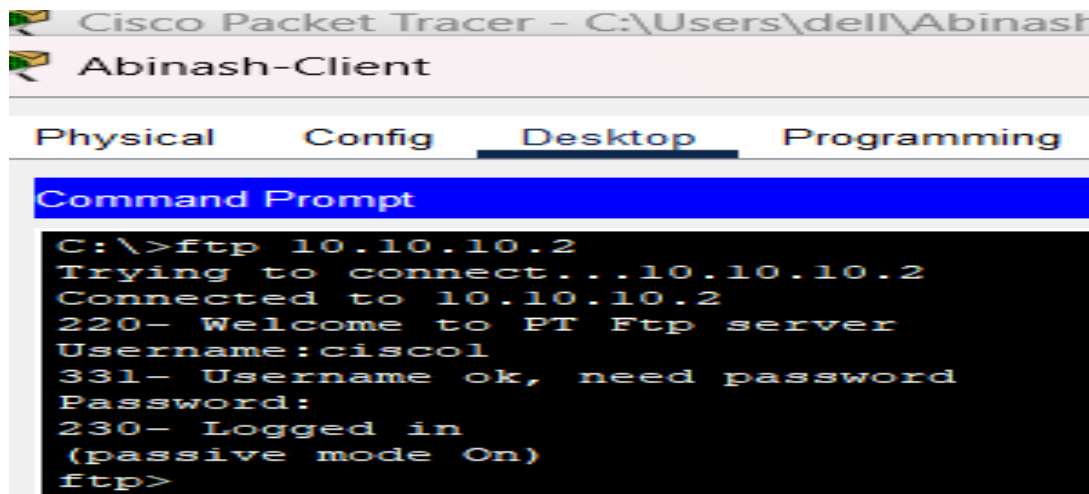 Cisco Packet Tracer - C:\Users\dell\Abinash
Abinash-Client
Physical Config Desktop Programming
Command Prompt
C:\>ftp 10.10.10.2
Trying to connect...10.10.10.2
Connected to 10.10.10.2
220- Welcome to PT Ftp server
Username:cisco1
331- Username ok, need password
Password:
230- Logged in
(passive mode On)
ftp>